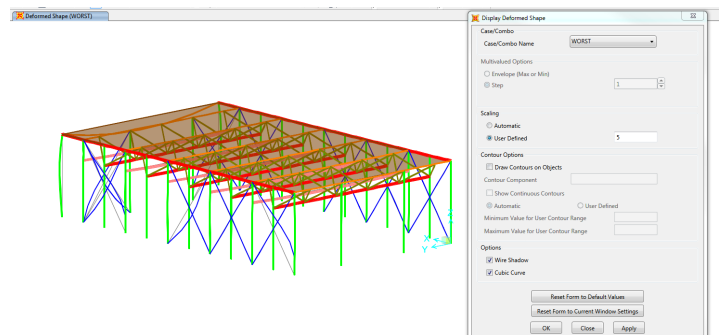 Deformed Shape (WORST)
Display Deformed Shape
Case/Combo
Case/Combo Name
WORST
Multivalued Options
Envelope (Max or Min)
Step
1
Scaling
Automatic
User Defined
5
Contour Options
Draw Contours on Objects
Contour Component
Show Continuous Contours
Automatic
User Defined
Minimum Value for User Contour Range
Maximum Value for User Contour Range
Options
Wire Shadow
Cubic Curve
Reset Form to Default Values
Reset Form to Current Window Settings
OK
Close
Apply
X
Y
Z